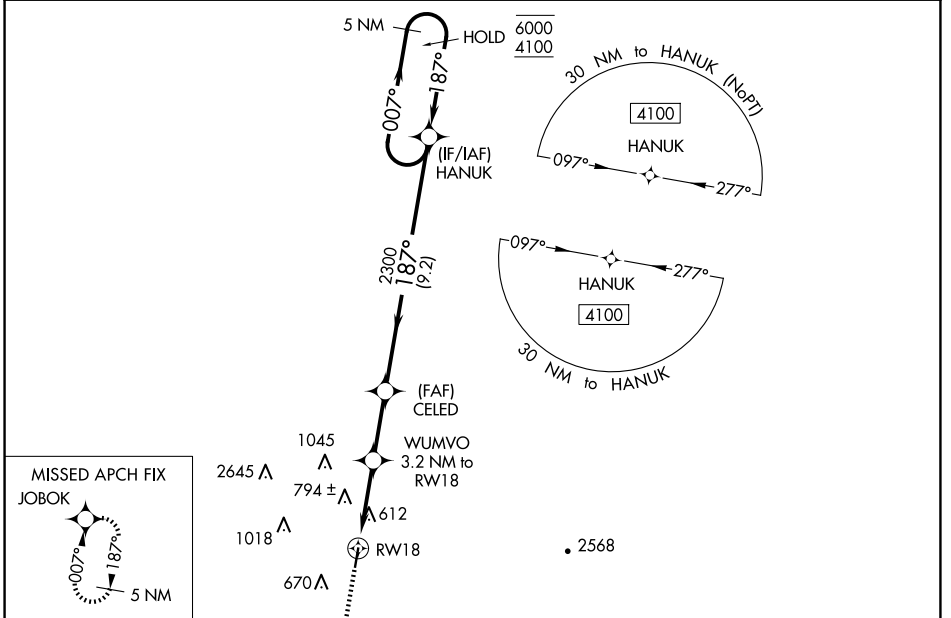 5 NM
HOLD
6000
4100
007°
187°
(IF/IAF)
HANUK
30 NM to HANUK (NoPT)
4100
HANUK
097°
277°
2300
187°
(9.2)
097°
277°
HANUK
4100
30 NM to HANUK
(FAF)
CELED
WUMVO
3.2 NM to
RW18
1045
2645
794 ±
612
1018
RW18
2568
670
MISSED APCH FIX
JOBOK
007°
187°
5 NM